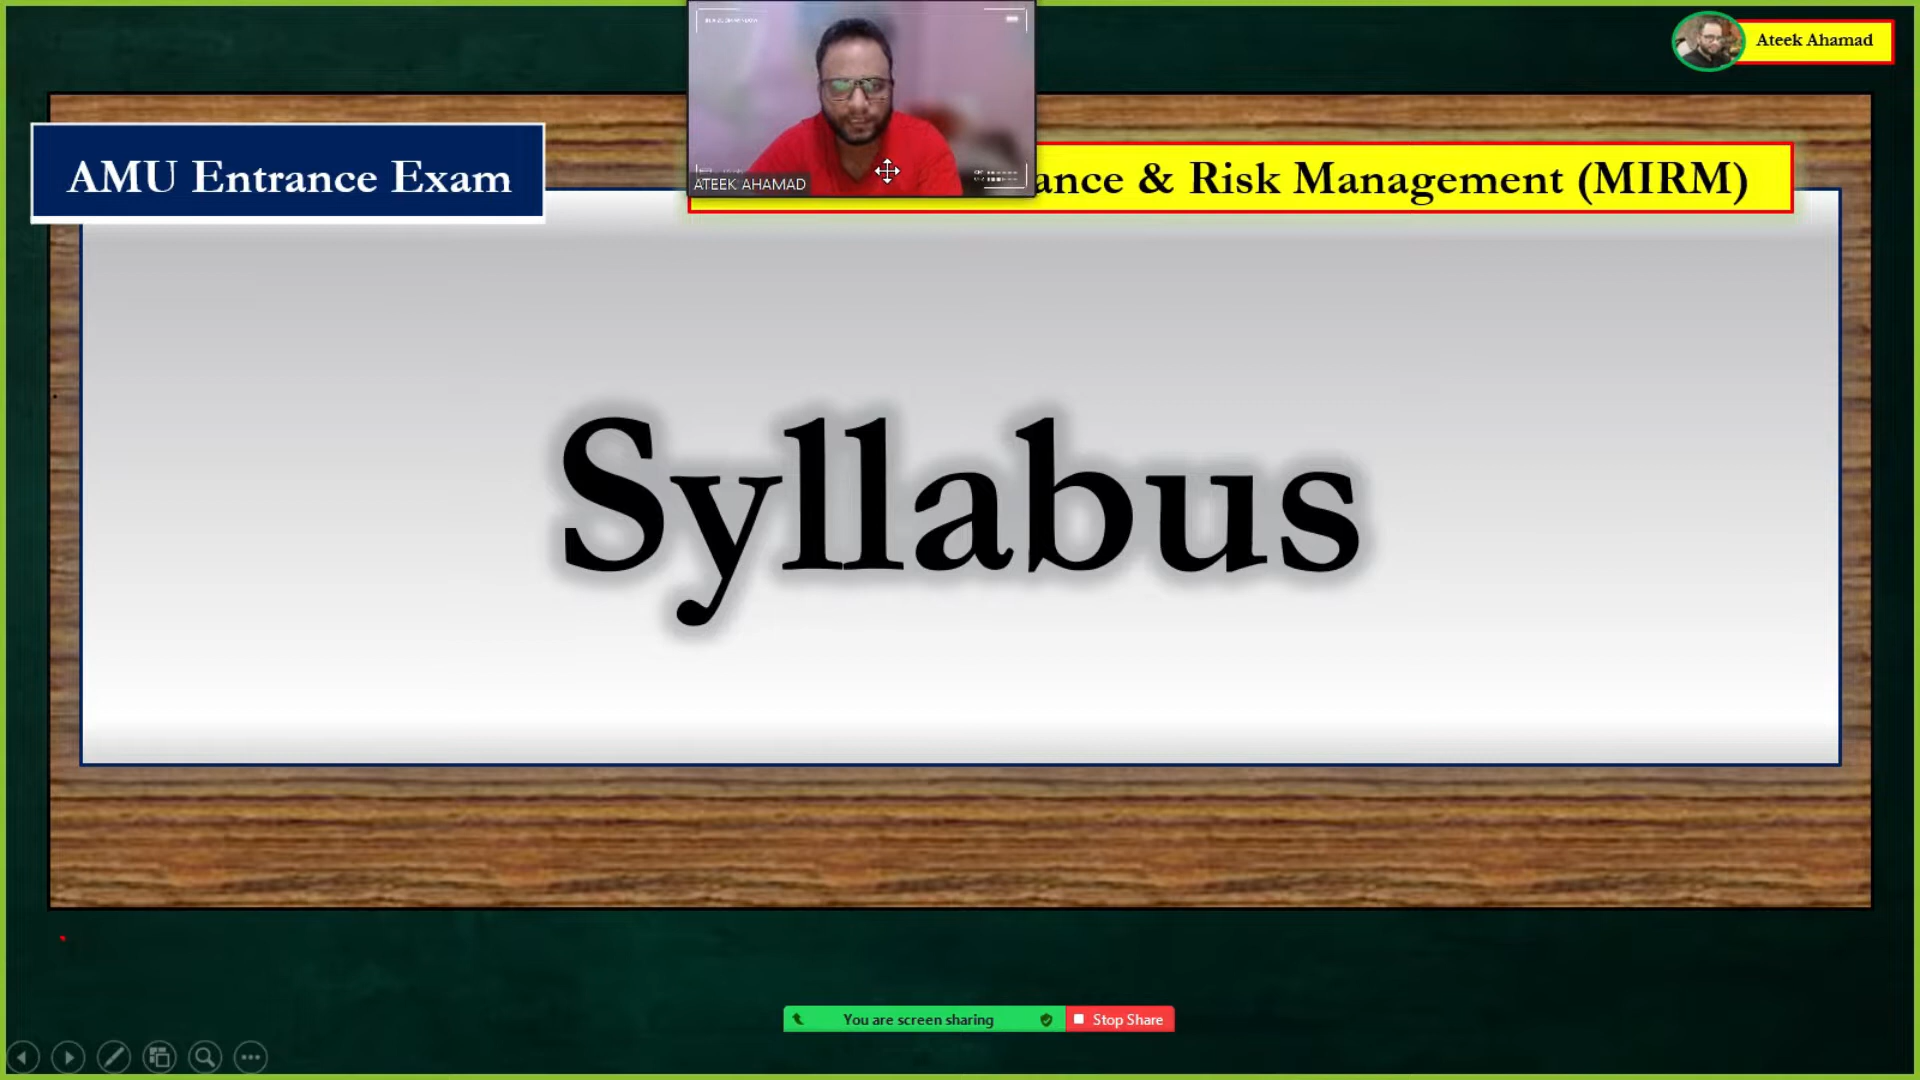 Ateek Ahamad
AMU Entrance Exam
ance & Risk Management (MIRM)
ATEEK AHAMAD
Syllabus
You are screen sharing
Stop Share